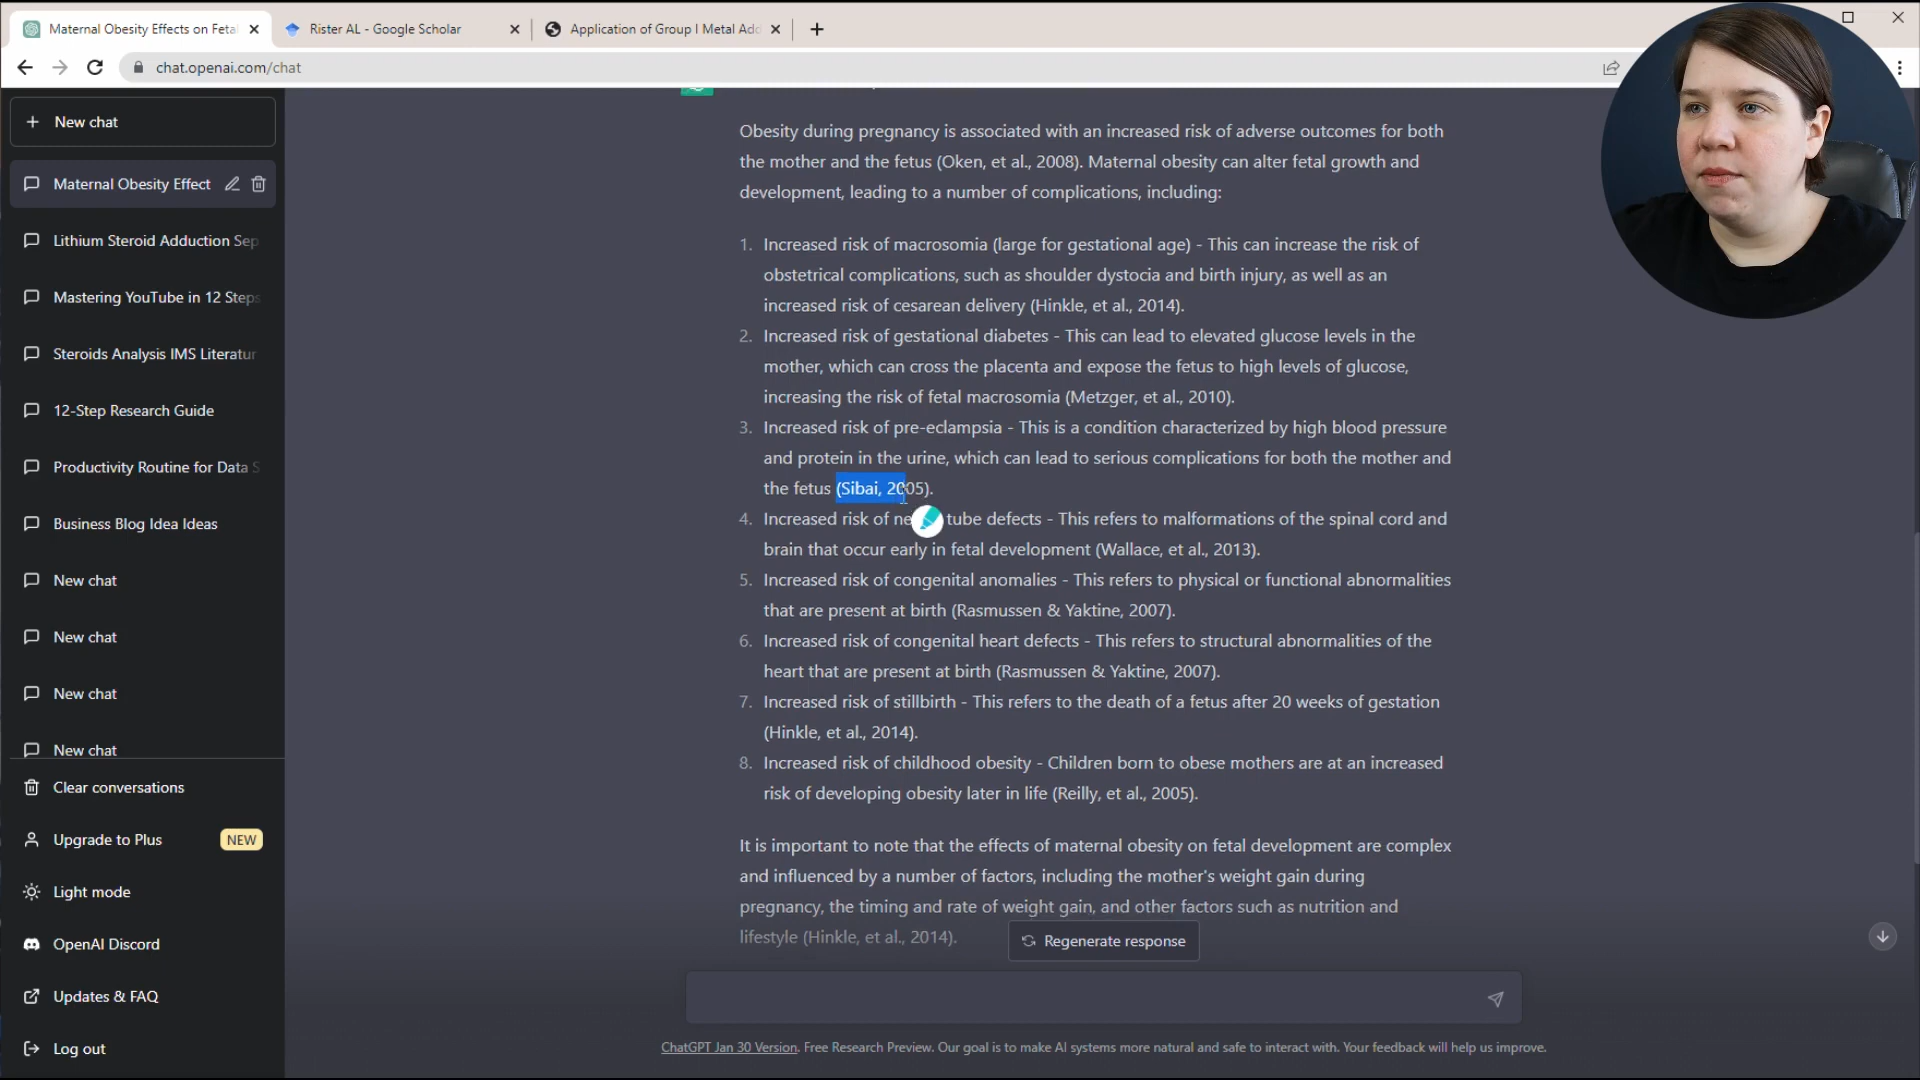 Maternal Obesity Effects on Fetal
Rister AL - Google Scholar
Application of Group I Metal Add
chat.openai.com/chat
New chat
Maternal Obesity Effect
Lithium Steroid Adduction Sep
Mastering YouTube in 12 Steps
Steroids Analysis IMS Literatur
12-Step Research Guide
Productivity Routine for Data S
Business Blog Idea Ideas
New chat
New chat
New chat
New chat
Clear conversations
Upgrade to Plus NEW
Light mode
OpenAI Discord
Updates & FAQ
Log out
Obesity during pregnancy is associated with an increased risk of adverse outcomes for both
the mother and the fetus (Oken, et al., 2008). Maternal obesity can alter fetal growth and
development, leading to a number of complications, including:
1. Increased risk of macrosomia (large for gestational age) - This can increase the risk of
obstetrical complications, such as shoulder dystocia and birth injury, as well as an
increased risk of cesarean delivery (Hinkle, et al., 2014).
2. Increased risk of gestational diabetes - This can lead to elevated glucose levels in the
mother, which can cross the placenta and expose the fetus to high levels of glucose,
increasing the risk of fetal macrosomia (Metzger, et al., 2010).
3. Increased risk of pre-eclampsia - This is a condition characterized by high blood pressure
and protein in the urine, which can lead to serious complications for both the mother and
the fetus (Sibai, 2005).
4. Increased risk of ne tube defects - This refers to malformations of the spinal cord and
brain that occur early in fetal development (Wallace, et al., 2013).
5. Increased risk of congenital anomalies - This refers to physical or functional abnormalities
that are present at birth (Rasmussen & Yaktine, 2007).
6. Increased risk of congenital heart defects - This refers to structural abnormalities of the
heart that are present at birth (Rasmussen & Yaktine, 2007).
7. Increased risk of stillbirth - This refers to the death of a fetus after 20 weeks of gestation
(Hinkle, et al., 2014).
8. Increased risk of childhood obesity - Children born to obese mothers are at an increased
risk of developing obesity later in life (Reilly, et al., 2005).
It is important to note that the effects of maternal obesity on fetal development are complex
and influenced by a number of factors, including the mother's weight gain during
pregnancy, the timing and rate of weight gain, and other factors such as nutrition and
lifestyle (Hinkle, et al., 2014).
Regenerate response
ChatGPT Jan 30 Version. Free Research Preview. Our goal is to make AI systems more natural and safe to interact with. Your feedback will help us improve.